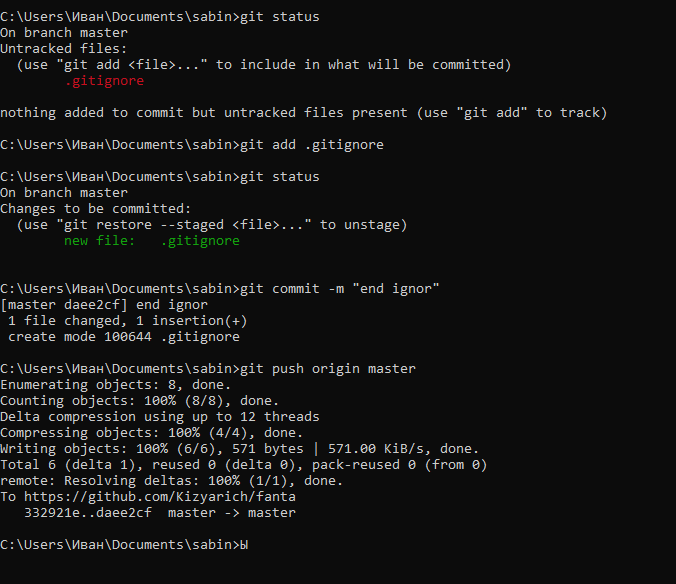 C:\Users\Иван\Documents\sabin>git status
On branch master
Untracked files:
  (use "git add <file>..." to include in what will be committed)
        .gitignore
nothing added to commit but untracked files present (use "git add" to track)
C:\Users\Иван\Documents\sabin>git add .gitignore
C:\Users\Иван\Documents\sabin>git status
On branch master
Changes to be committed:
  (use "git restore --staged <file>..." to unstage)
        new file:   .gitignore
C:\Users\Иван\Documents\sabin>git commit -m "end ignor"
[master daee2cf] end ignor
 1 file changed, 1 insertion(+)
 create mode 100644 .gitignore
C:\Users\Иван\Documents\sabin>git push origin master
Enumerating objects: 8, done.
Counting objects: 100% (8/8), done.
Delta compression using up to 12 threads
Compressing objects: 100% (4/4), done.
Writing objects: 100% (6/6), 571 bytes | 571.00 KiB/s, done.
Total 6 (delta 1), reused 0 (delta 0), pack-reused 0 (from 0)
remote: Resolving deltas: 100% (1/1), done.
To https://github.com/Kizyarich/fanta
   332921e..daee2cf  master -> master
C:\Users\Иван\Documents\sabin>Ы